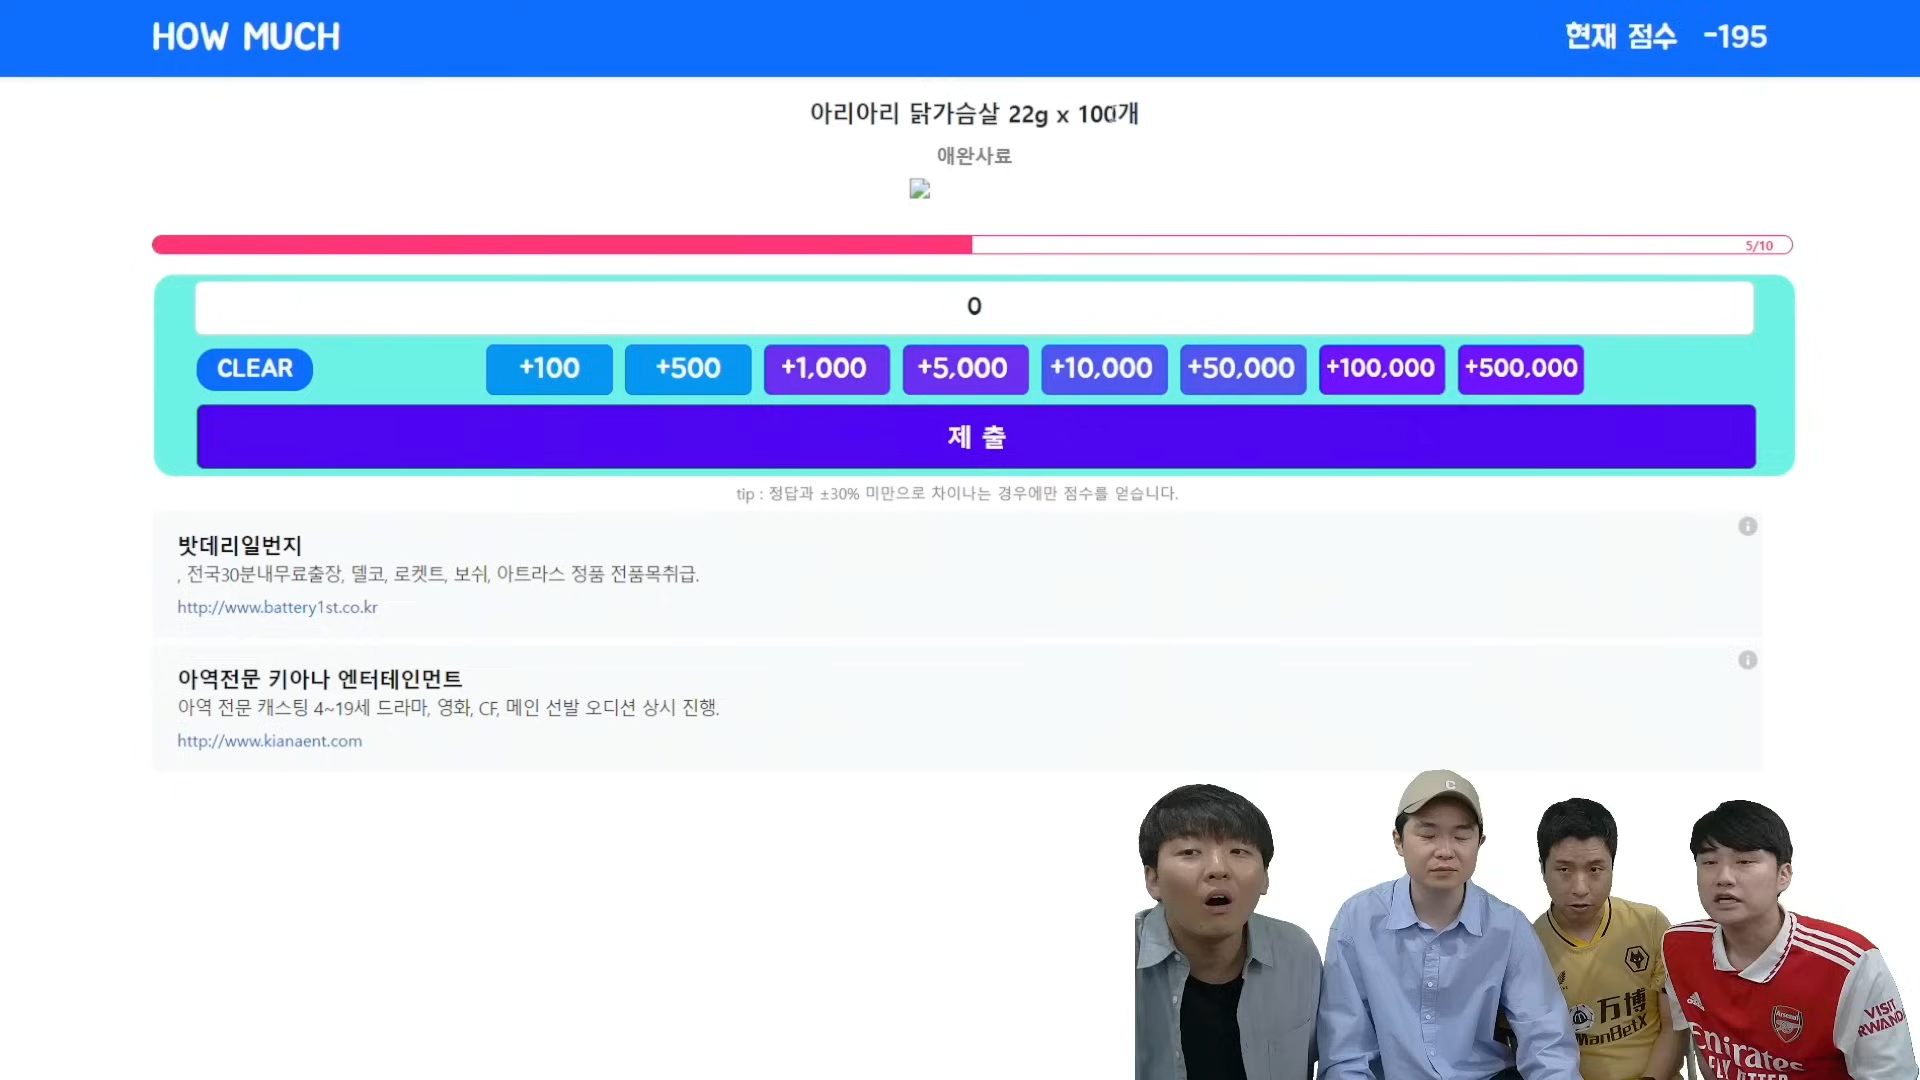 HOW MUCH
현재 점수 -195
아리아리 닭가슴살 22g x 100개
애완사료
5/10
0
CLEAR
+100
+500
+1,000
+5,000
+10,000
+50,000
+100,000
+500,000
제 출
tip : 정답과 ±30% 미만으로 차이나는 경우에만 점수를 얻습니다.
밧데리일번지
, 전국30분내무료출장, 델코, 로켓트, 보쉬, 아트라스 정품 전품목취급.
http://www.battery1st.co.kr
아역전문 키아나 엔터테인먼트
아역 전문 캐스팅 4~19세 드라마, 영화, CF, 메인 선발 오디션 상시 진행.
http://www.kianaent.com
C
万博
ManBetX
Arsenal
Emirates
VISIT
RWANDA